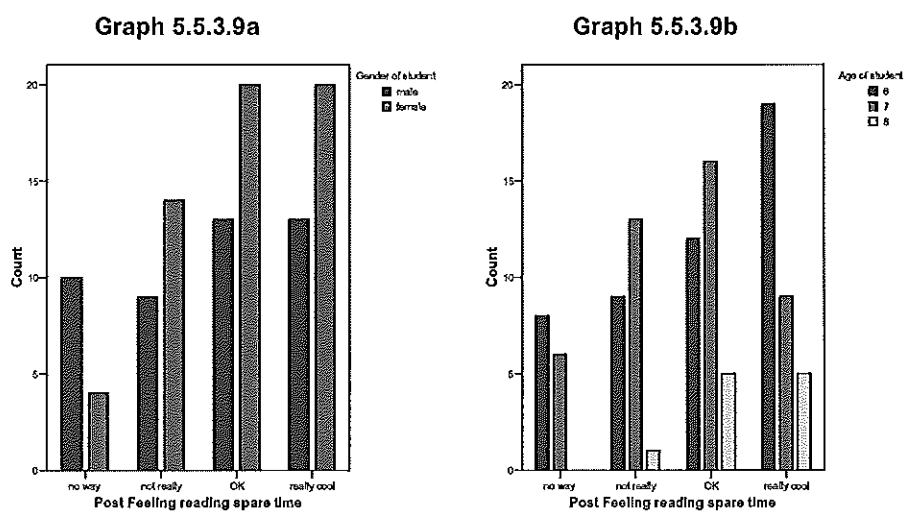 Graph 5.5.3.9a
Gender of student
male
female
20
15
10
5
0
Count
no way
not really
OK
really cool
Post Feeling reading spare time
Graph 5.5.3.9b
Age of student
6
7
8
20
15
10
5
0
Count
no way
not really
OK
really cool
Post Feeling reading spare time